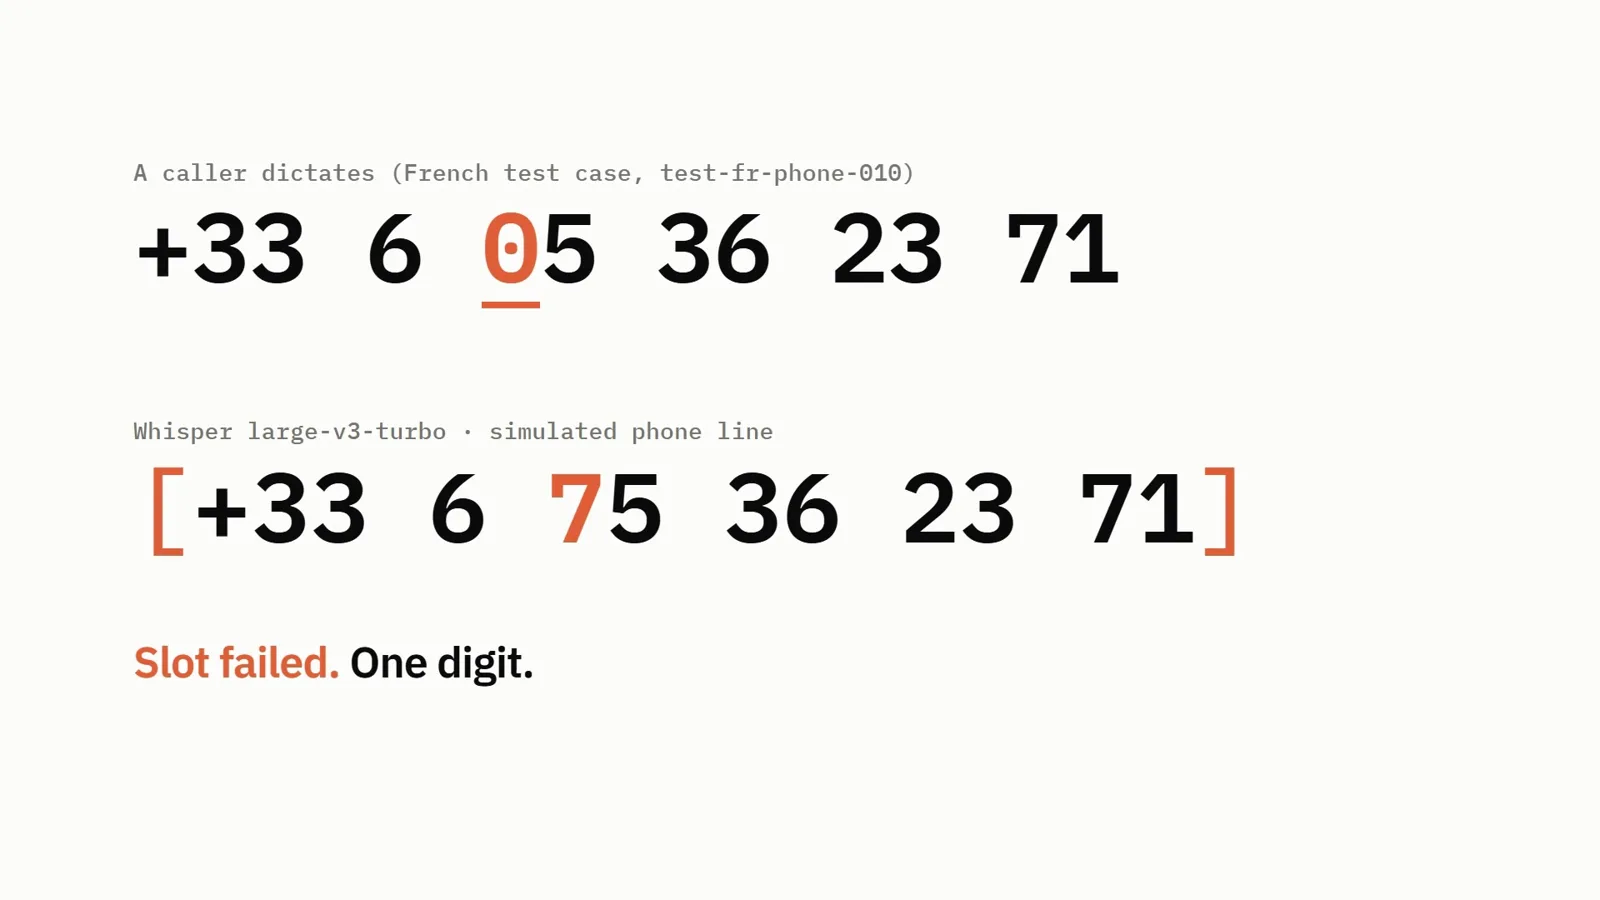 A caller dictates (French test case, test-fr-phone-010)
+33 6 05 36 23 71
Whisper large-v3-turbo · simulated phone line
[+33 6 75 36 23 71]
Slot failed. One digit.